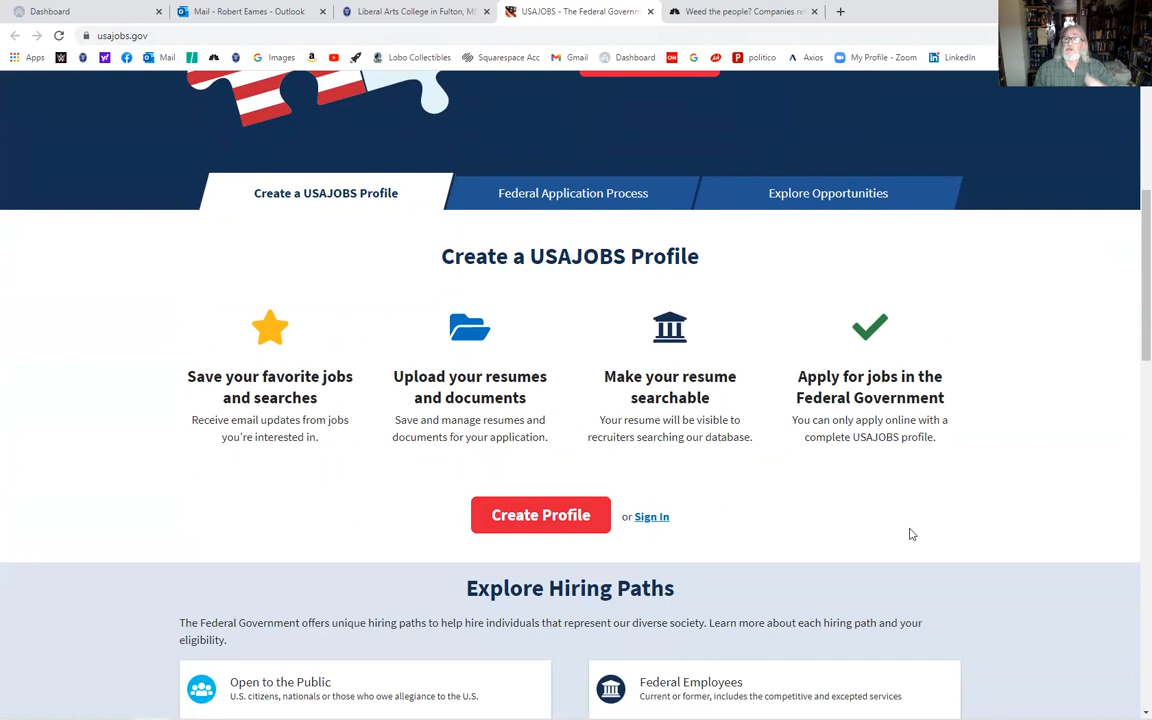 Dashboard
Mail - Robert Eames - Outlook
Liberal Arts College in Fulton, M
USAJOBS - The Federal Governm
Weed the people? Companies re
usajobs.gov
Apps
Mail
Images
Lobo Collectibles
Squarespace Acc
Gmail
Dashboard
politico
Axios
My Profile - Zoom
LinkedIn
Create a USAJOBS Profile
Federal Application Process
Explore Opportunities
Create a USAJOBS Profile
Save your favorite jobs
and searches
Receive email updates from jobs
you're interested in.
Upload your resumes
and documents
Save and manage resumes and
documents for your application.
Make your resume
searchable
Your resume will be visible to
recruiters searching our database.
Apply for jobs in the
Federal Government
You can only apply online with a
complete USAJOBS profile.
Create Profile
or Sign In
Explore Hiring Paths
The Federal Government offers unique hiring paths to help hire individuals that represent our diverse society. Learn more about each hiring path and your
eligibility.
Open to the Public
U.S. citizens, nationals or those who owe allegiance to the U.S.
Federal Employees
Current or former, includes the competitive and excepted services